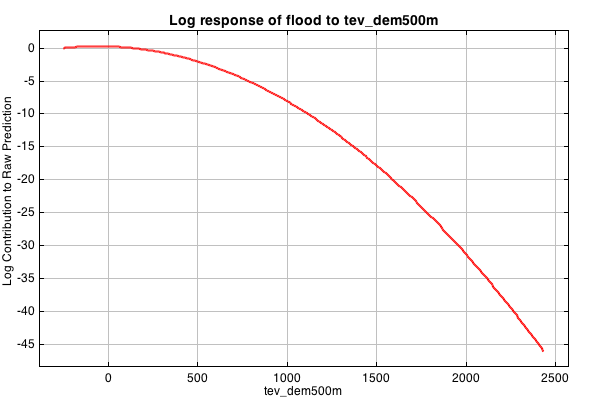 Log response of flood to tev_dem500m
Log Contribution to Raw Prediction
0
-5
-10
-15
-20
-25
-30
-35
-40
-45
0 500 1000 1500 2000 2500
tev_dem500m